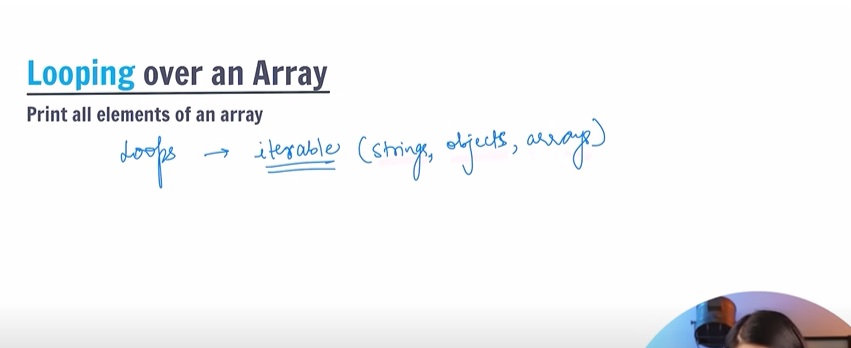 Looping over an Array
Print all elements of an array
Loops → iterable (strings, objects, arrays)